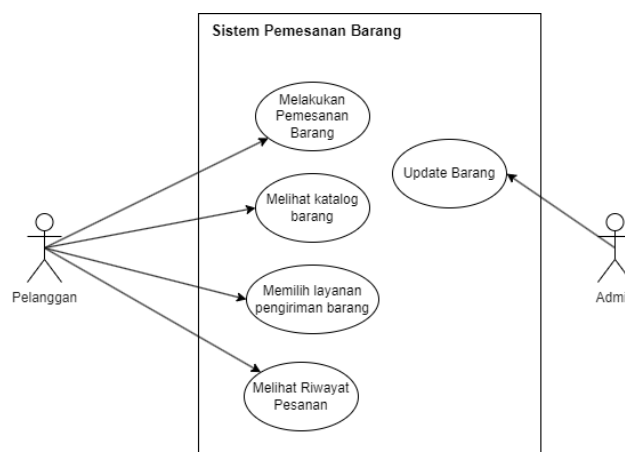 Sistem Pemesanan Barang
Melakukan
Pemesanan
Barang
Update Barang
Melihat katalog
barang
Pelanggan
Admi
Memilih layanan
pengiriman barang
Melihat Riwayat
Pesanan